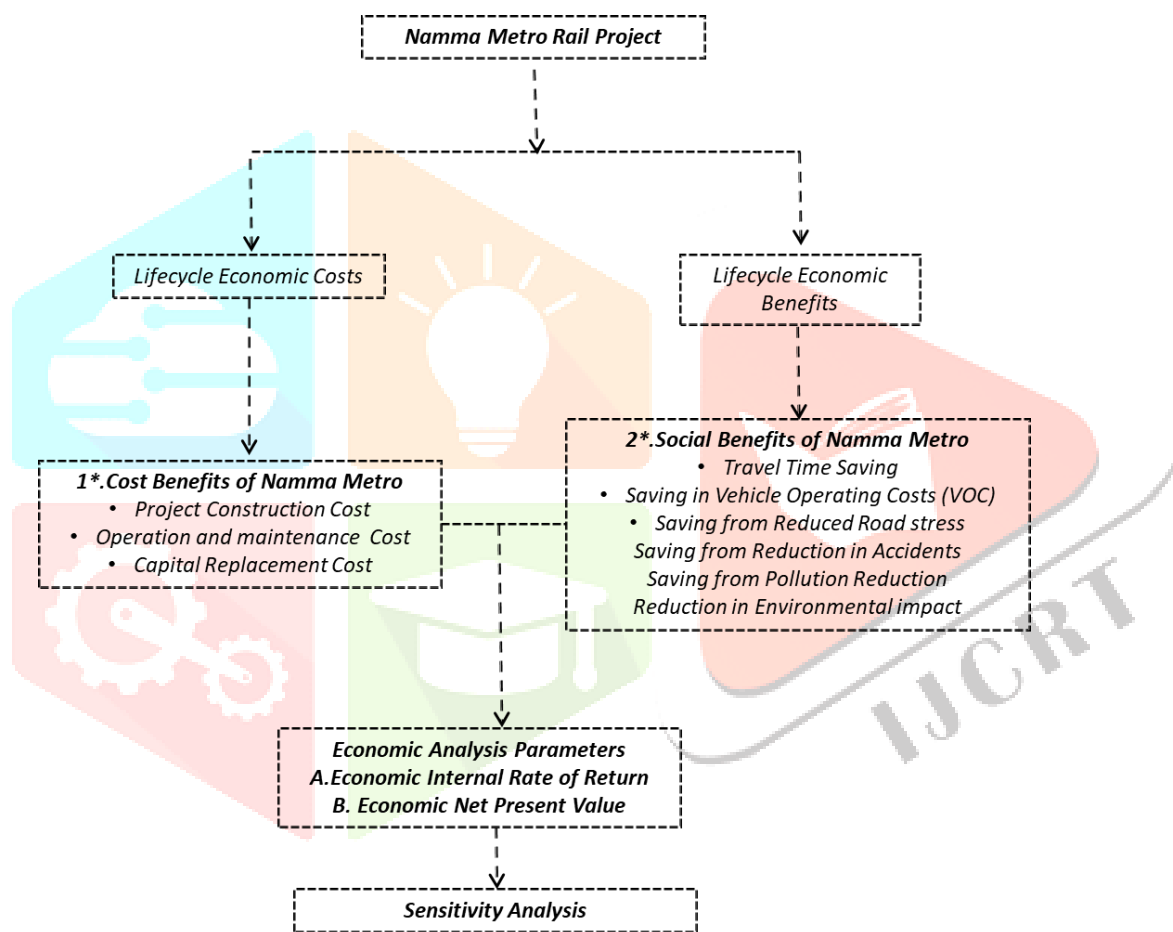 Namma Metro Rail Project
Lifecycle Economic Costs
Lifecycle Economic
Benefits
1*.Cost Benefits of Namma Metro
• Project Construction Cost
• Operation and maintenance Cost
• Capital Replacement Cost
2*.Social Benefits of Namma Metro
• Travel Time Saving
• Saving in Vehicle Operating Costs (VOC)
• Saving from Reduced Road stress
Saving from Reduction in Accidents
Saving from Pollution Reduction
Reduction in Environmental impact
IJCRT
Economic Analysis Parameters
A.Economic Internal Rate of Return
B. Economic Net Present Value
Sensitivity Analysis